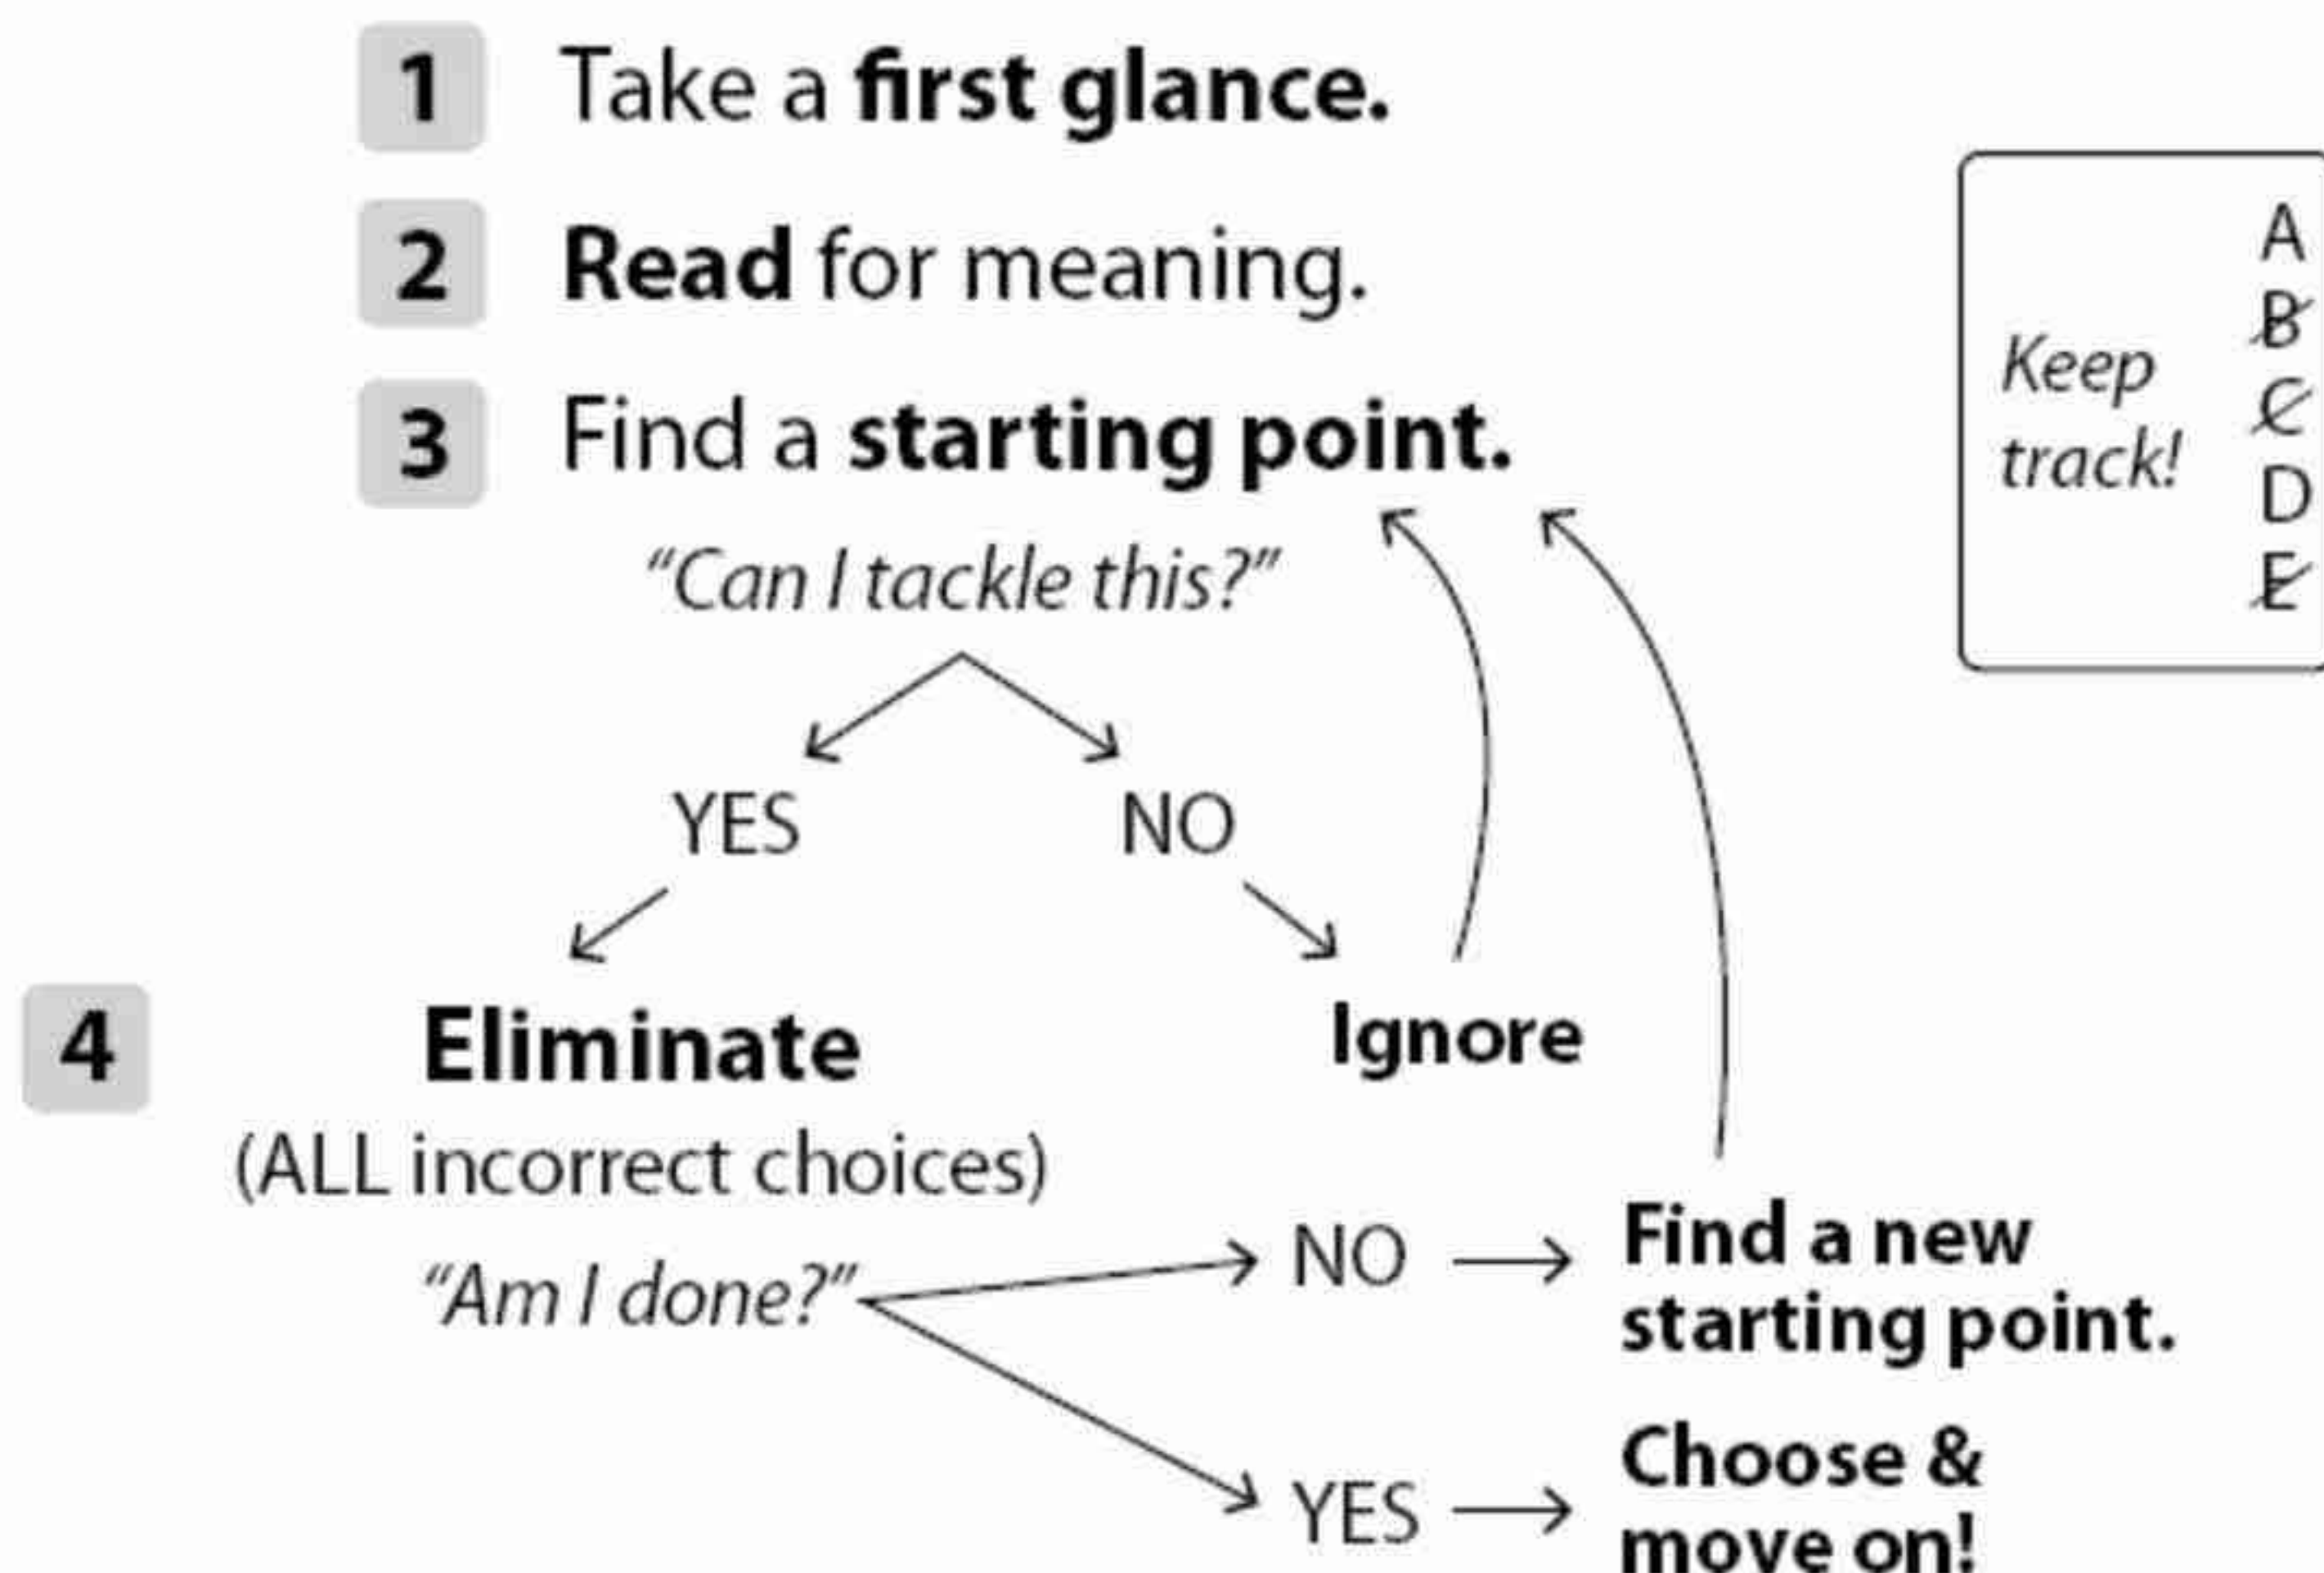 1 Take a first glance.
2 Read for meaning.
3 Find a starting point.
"Can I tackle this?"
YES NO
4 Eliminate Ignore
(ALL incorrect choices)
"Am I done?"
NO Find a new
starting point.
YES Choose &
move on!
Keep
track!
A
B
C
D
E